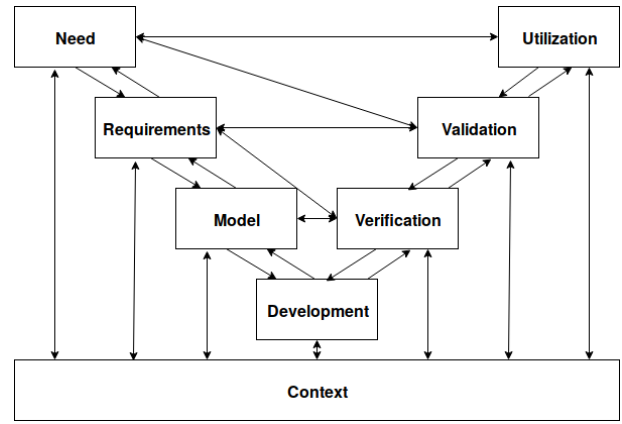 Need
Utilization
Requirements
Validation
Model
Verification
Development
Context